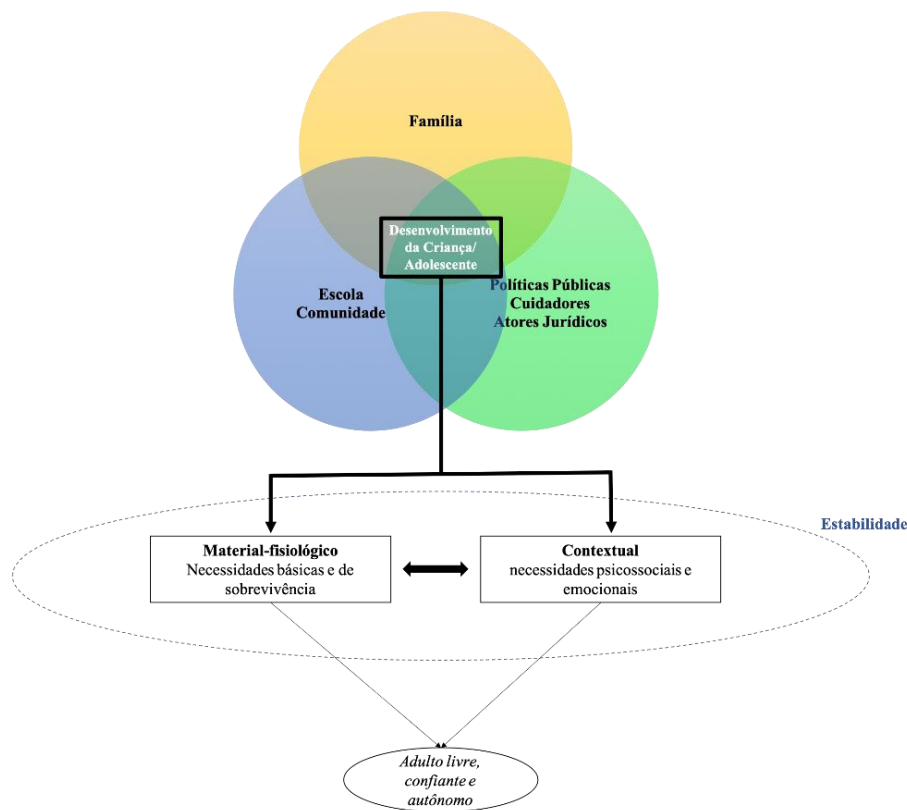 Família
Desenvolvimento
da Criança/
Adolescente
Escola
Comunidade
Políticas Públicas
Cuidadores
Atores Jurídicos
Estabilidade
Material-fisiológico
Necessidades básicas e de
sobrevivência
Contextual
necessidades psicossociais e
emocionais
Adulto livre,
confiante e
autônomo